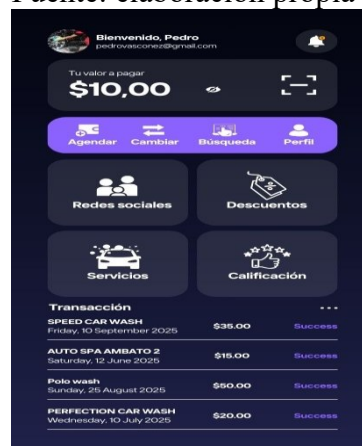 Fuente: elaboración propia
Bienvenido, Pedro
pedrovasconez@gmail.com
Tu valor a pagar
$10,00
Agendar Cambiar Búsqueda Perfil
Redes sociales Descuentos
Servicios Calificación
Transacción
SPEED CAR WASH
Friday, 10 September 2025 $35.00 Success
AUTO SPA AMBATO 2
Saturday, 12 June 2025 $15.00 Success
Polo wash
Sunday, 25 August 2025 $50.00 Success
PERFECTION CAR WASH
Wednesday, 10 July 2025 $20.00 Success